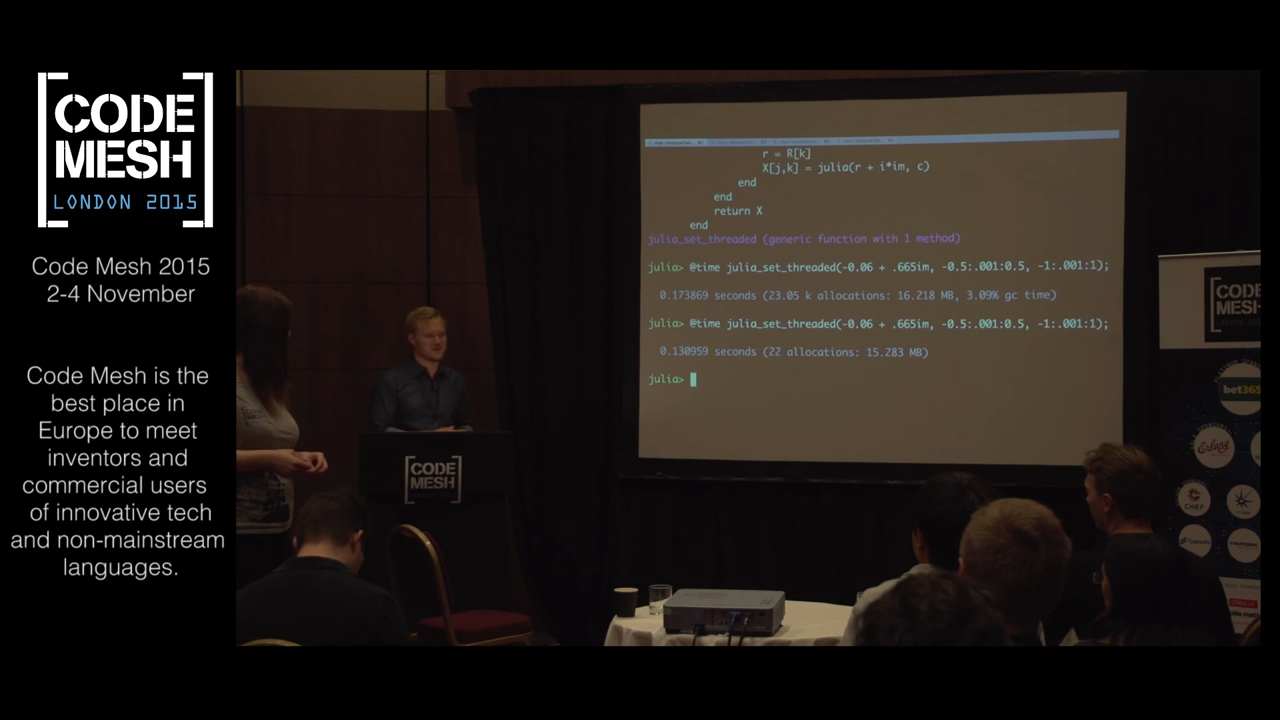 CODE
MESH
LONDON 2015
Code Mesh 2015
2-4 November
Code Mesh is the
best place in
Europe to meet
inventors and
commercial users
of innovative tech
and non-mainstream
languages.
r = R[k]
X[j,k] = julia(r + i*im, c)
end
end
return X
end
julia_set_threaded (generic function with 1 method)
julia> @time julia_set_threaded(-0.06 + .665im, -0.5:.001:0.5, -1:.001:1);
0.173869 seconds (23.05 k allocations: 16.218 MB, 3.09% gc time)
julia> @time julia_set_threaded(-0.06 + .665im, -0.5:.001:0.5, -1:.001:1);
0.130959 seconds (22 allocations: 15.283 MB)
julia>
CODE
MESH
CODE
MESH
bet365
Erlang
CHEF